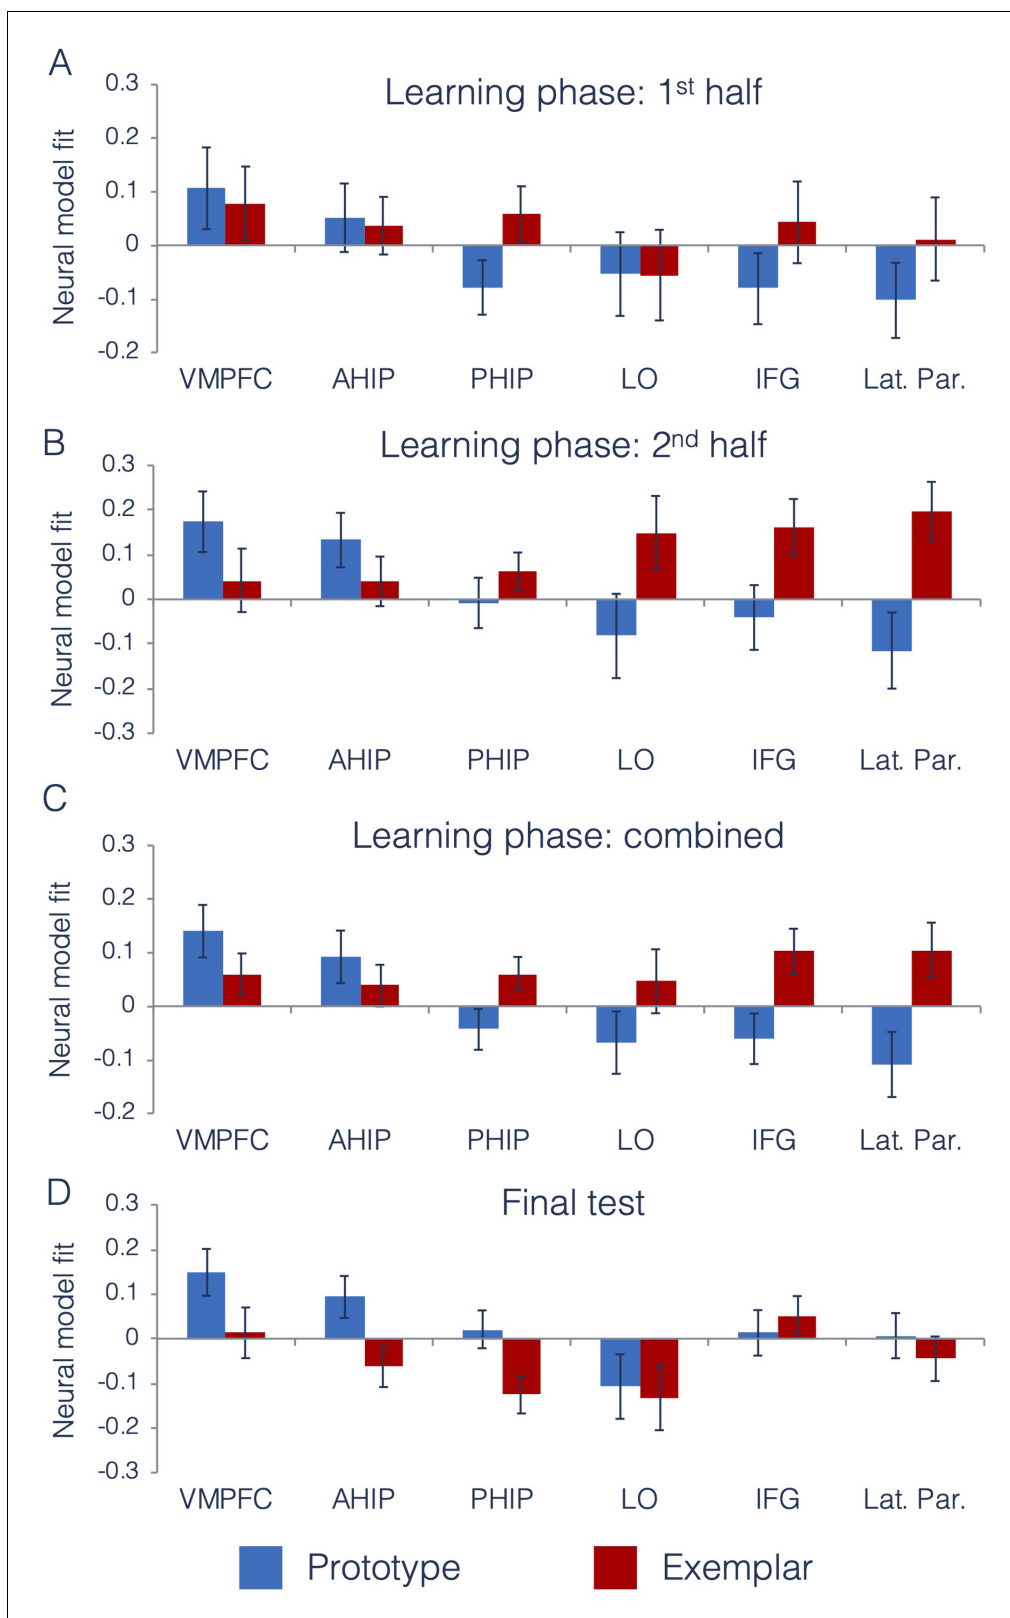 A
Learning phase: 1st half
Neural model fit
0.3
0.2
0.1
0
-0.1
-0.2
VMPFC AHIP PHIP LO IFG Lat. Par.
B
Learning phase: 2nd half
Neural model fit
0.3
0.2
0.1
0
-0.1
-0.2
-0.3
VMPFC AHIP PHIP LO IFG Lat. Par.
C
Learning phase: combined
Neural model fit
0.3
0.2
0.1
0
-0.1
-0.2
VMPFC AHIP PHIP LO IFG Lat. Par.
D
Final test
Neural model fit
0.3
0.2
0.1
0
-0.1
-0.2
-0.3
VMPFC AHIP PHIP LO IFG Lat. Par.
Prototype Exemplar